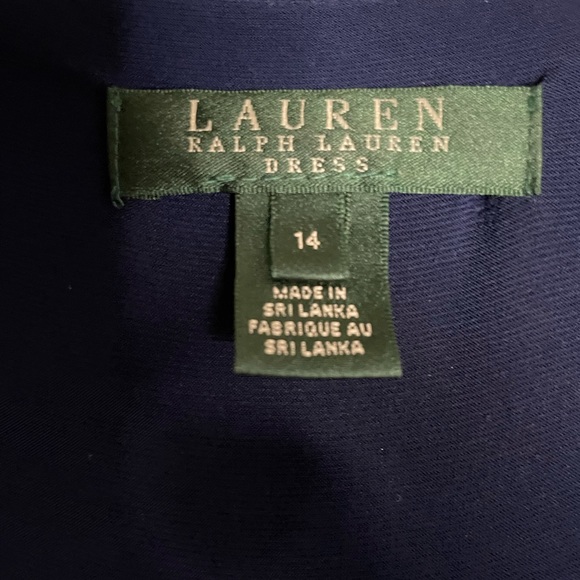 LAUREN
RALPH LAUREN
DRESS
14
MADE IN
SRI LANKA
FABRIQUE AU
SRI LANKA